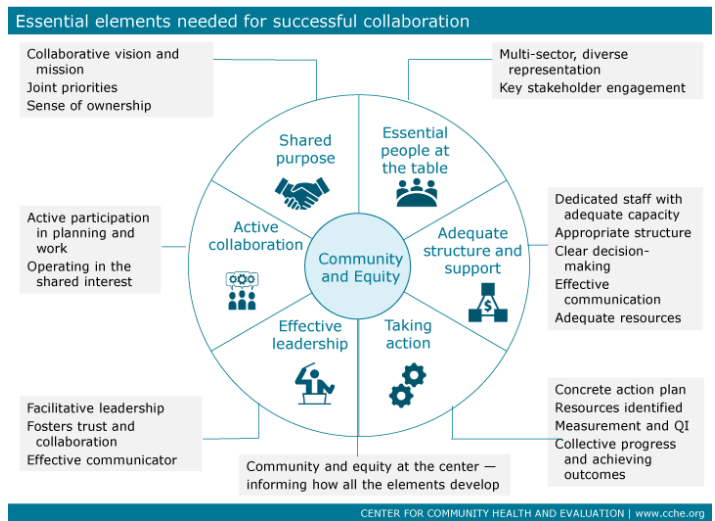 Essential elements needed for successful collaboration
Collaborative vision and
mission
Joint priorities
Sense of ownership
Multi-sector, diverse
representation
Key stakeholder engagement
Shared
purpose
Essential
people at
the table
Active participation
in planning and
work
Operating in the
shared interest
Active
collaboration
Community
and Equity
Adequate
structure and
support
$
Dedicated staff with
adequate capacity
Appropriate structure
Clear decision-
making
Effective
communication
Adequate resources
Effective
leadership
Taking
action
Facilitative leadership
Fosters trust and
collaboration
Effective communicator
Concrete action plan
Resources identified
Measurement and QI
Collective progress
and achieving
outcomes
Community and equity at the center —
informing how all the elements develop
CENTER FOR COMMUNITY HEALTH AND EVALUATION | www.cche.org